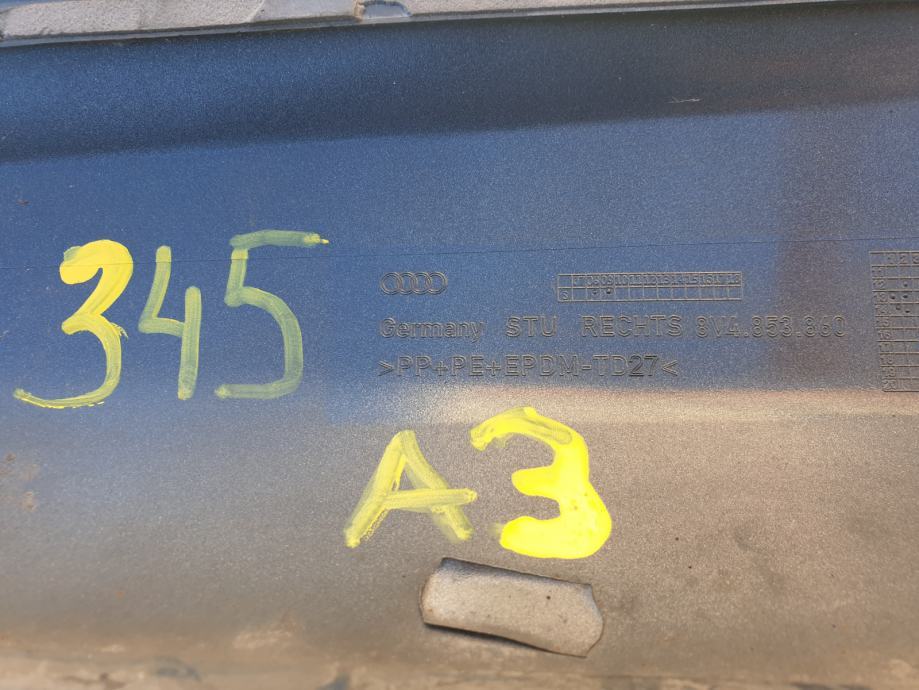 345
Germany STU RECHTS 8V4.853.860
>PP+PE+EPDM-TD27<
A3